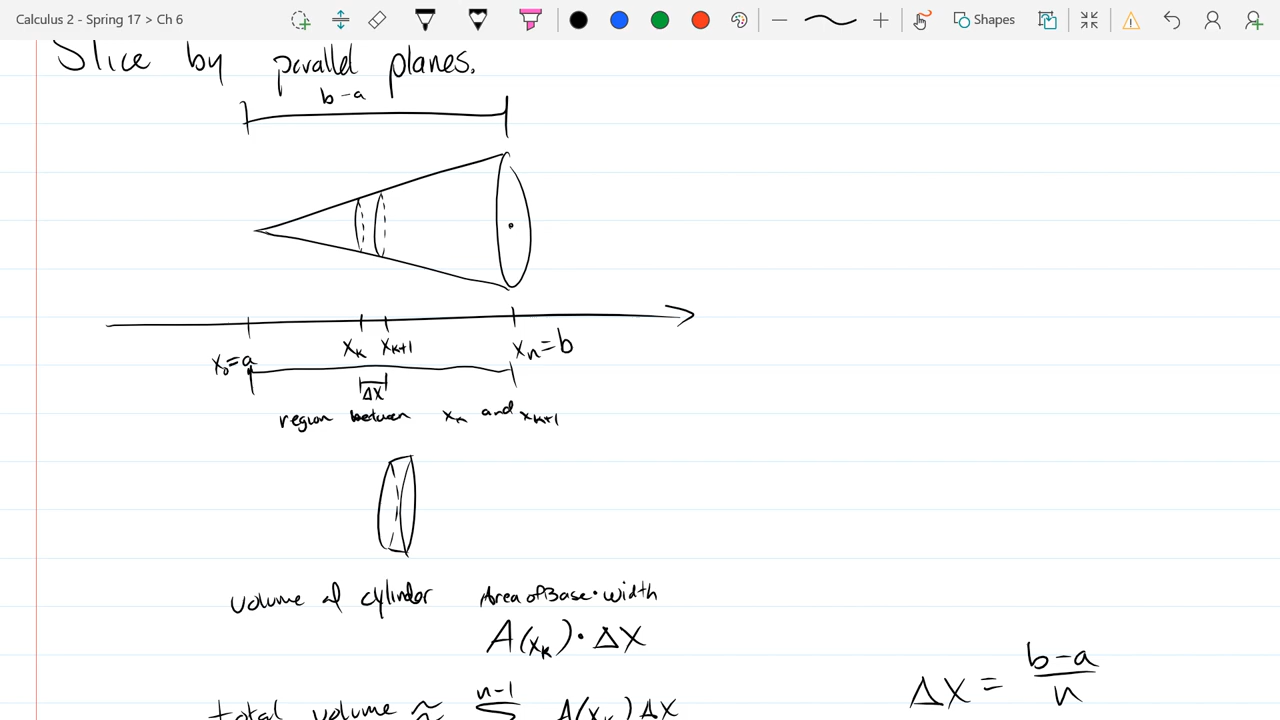 Calculus 2 - Spring 17 > Ch 6
Shapes
Slice by parallel planes.
b-a
x₀=a xₖ xₖ₊₁ xₙ=b
Δx
region between xₖ and xₖ₊₁
volume of cylinder Area of Base · width
A(xₖ)·Δx
Δx = b-a/n
total volume ≈ n-1 Σ A(xₖ) Δx